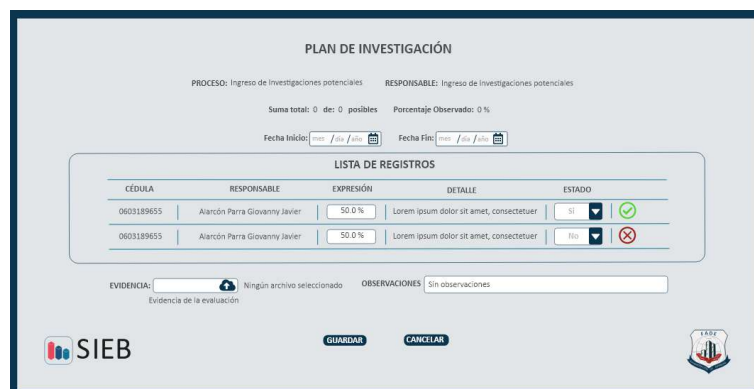 PLAN DE INVESTIGACIÓN
PROCESO: Ingreso de Investigaciones potenciales RESPONSABLE: Ingreso de Investigaciones potenciales
Suma total: 0 de: 0 posibles Porcentaje Observado: 0 %
Fecha Inicio: mes /día /año Fecha Fin: mes /día /año
LISTA DE REGISTROS
CÉDULA RESPONSABLE EXPRESIÓN DETALLE ESTADO
0603189655 Alarcón Parra Giovanny Javier 50.0 % Lorem ipsum dolor sit amet, consectetuer Si
0603189655 Alarcón Parra Giovanny Javier 50.0 % Lorem ipsum dolor sit amet, consectetuer No
EVIDENCIA: Ningún archivo seleccionado OBSERVACIONES Sin observaciones
Evidencia de la evaluación
GUARDAR CANCELAR
SIEB
EADE